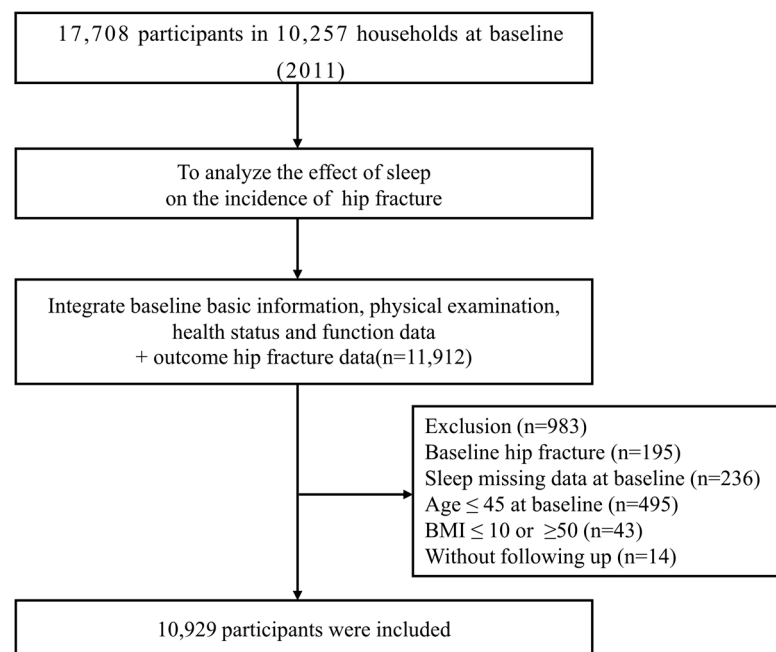 17,708 participants in 10,257 households at baseline
(2011)
To analyze the effect of sleep
on the incidence of hip fracture
Integrate baseline basic information, physical examination,
health status and function data
+ outcome hip fracture data(n=11,912)
Exclusion (n=983)
Baseline hip fracture (n=195)
Sleep missing data at baseline (n=236)
Age ≤ 45 at baseline (n=495)
BMI ≤ 10 or ≥50 (n=43)
Without following up (n=14)
10,929 participants were included